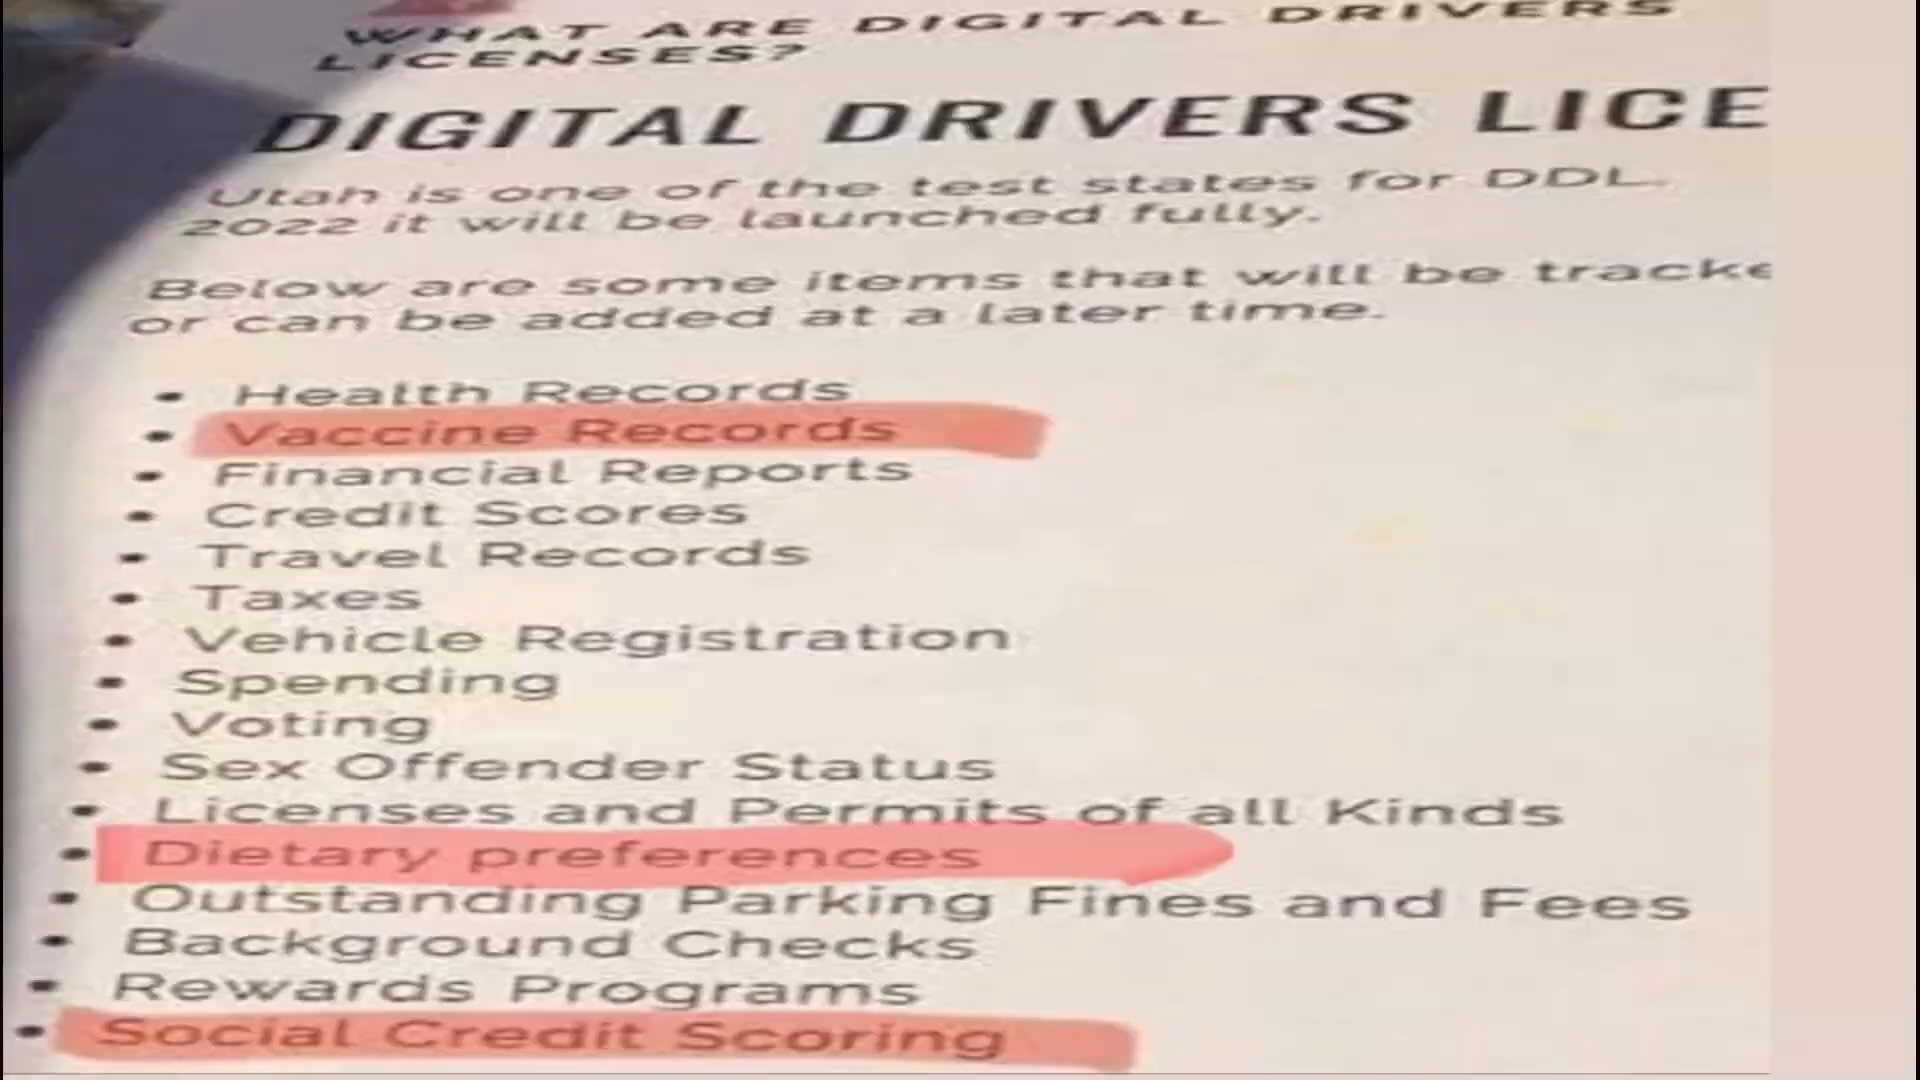 WHAT ARE DIGITAL DRIVERS
LICENSES?
DIGITAL DRIVERS LICE
Utah is one of the test states for DDL.
2022 it will be launched fully.
Below are some items that will be tracke
or can be added at a later time.
• Health Records
• Vaccine Records
• Financial Reports
• Credit Scores
• Travel Records
• Taxes
• Vehicle Registration
• Spending
• Voting
• Sex Offender Status
• Licenses and Permits of all Kinds
• Dietary preferences
• Outstanding Parking Fines and Fees
• Background Checks
• Rewards Programs
• Social Credit Scoring